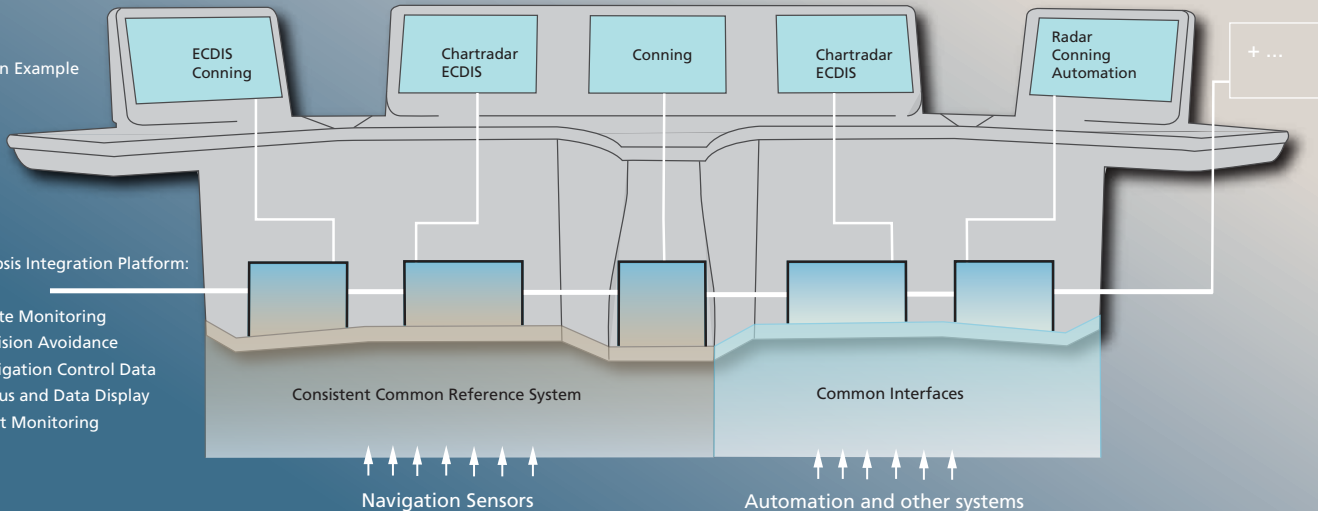 ECDIS
Conning
Chartradar
ECDIS
Conning
Chartradar
ECDIS
Radar
Conning
Automation
+ ...
n Example
psis Integration Platform:
te Monitoring
ision Avoidance
igation Control Data
us and Data Display
t Monitoring
Consistent Common Reference System
Common Interfaces
Navigation Sensors
Automation and other systems